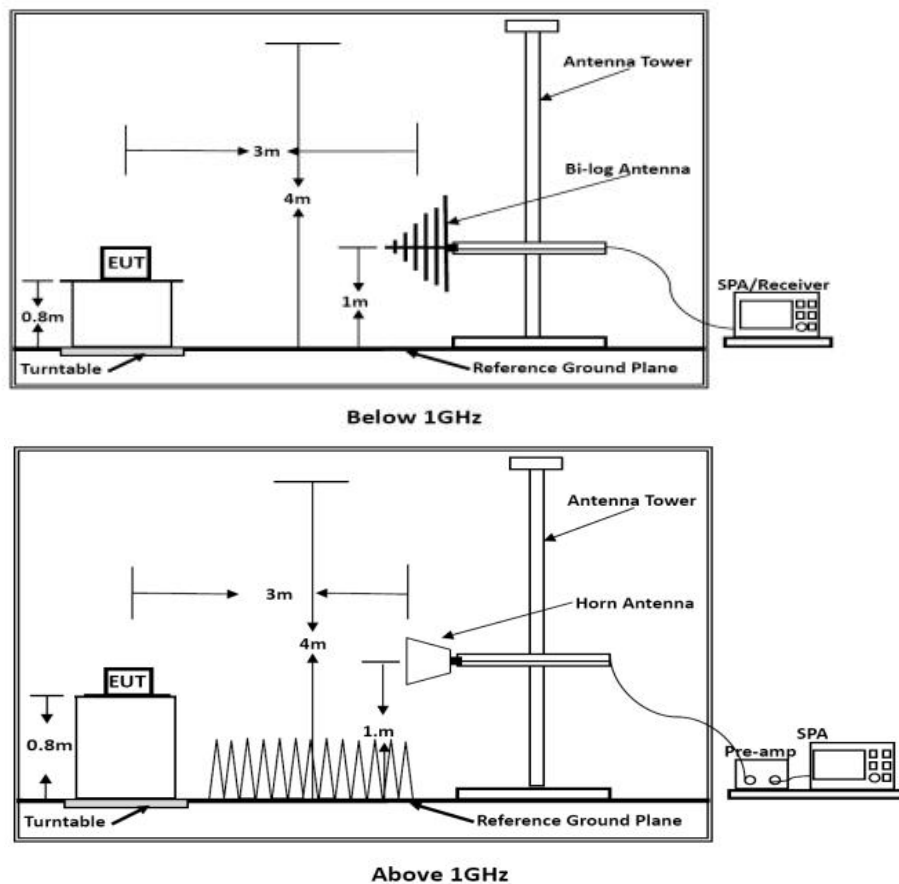 Antenna Tower
3m
Bi-log Antenna
4m
EUT
0.8m
1m
SPA/Receiver
Turntable
Reference Ground Plane
Below 1GHz
Antenna Tower
3m
Horn Antenna
4m
EUT
0.8m
1.m
Pre-amp
SPA
Turntable
Reference Ground Plane
Above 1GHz